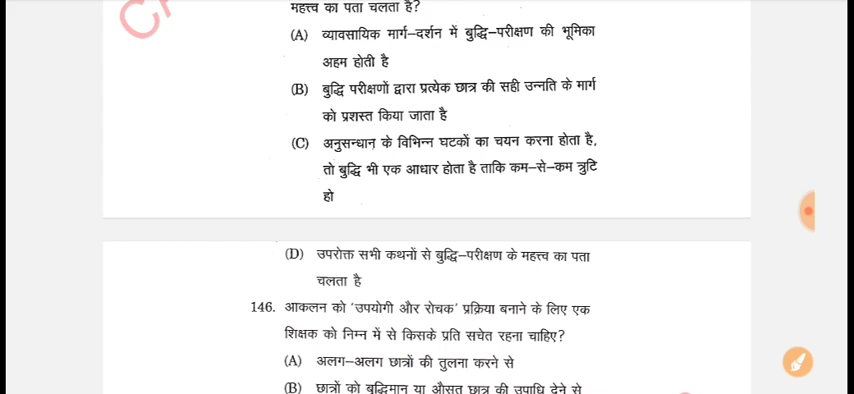 महत्त्व का पता चलता है?
(A) व्यावसायिक मार्ग–दर्शन में बुद्धि–परीक्षण की भूमिका
अहम होती है
(B) बुद्धि परीक्षणों द्वारा प्रत्येक छात्र की सही उन्नति के मार्ग
को प्रशस्त किया जाता है
(C) अनुसन्धान के विभिन्न घटकों का चयन करना होता है,
तो बुद्धि भी एक आधार होता है ताकि कम–से–कम त्रुटि
हो
(D) उपरोक्त सभी कथनों से बुद्धि–परीक्षण के महत्त्व का पता
चलता है
146. आकलन को ‘उपयोगी और रोचक’ प्रक्रिया बनाने के लिए एक
शिक्षक को निम्न में से किसके प्रति सचेत रहना चाहिए?
(A) अलग–अलग छात्रों की तुलना करने से
(B) छात्रों को बुद्धिमान या औसत छात्र की उपाधि देने से